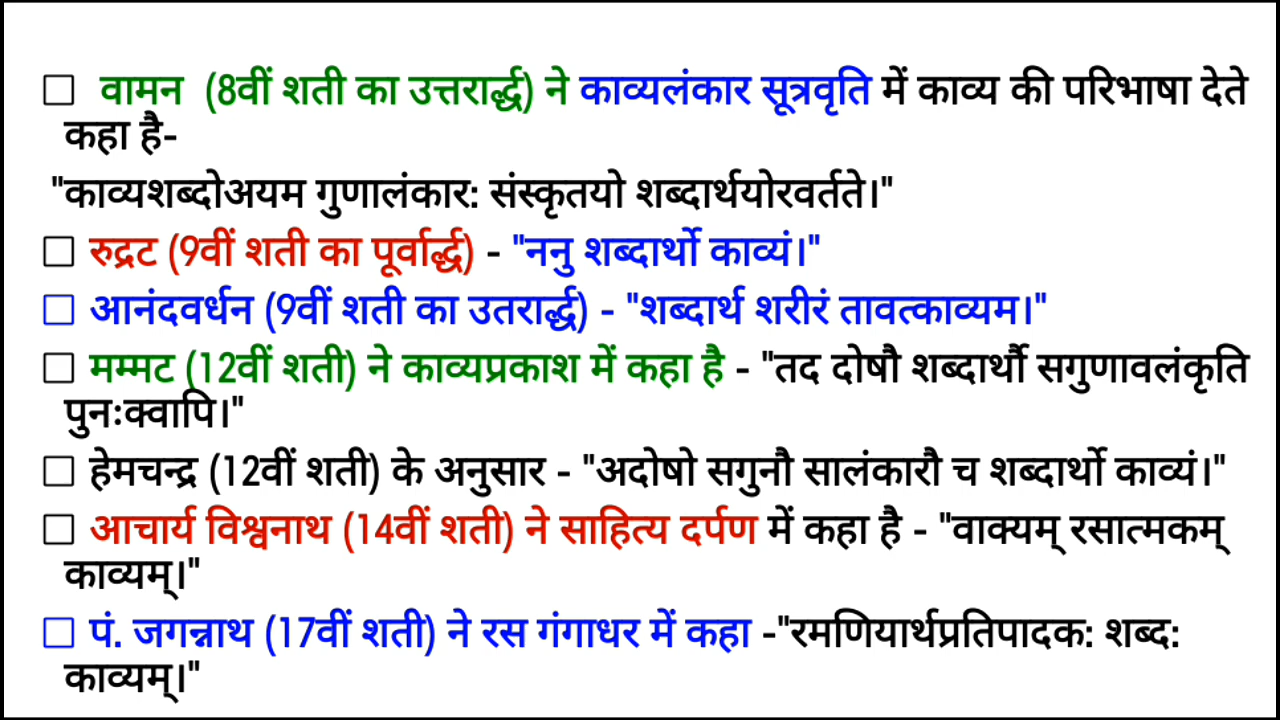 □ वामन (8वीं शती का उत्तरार्द्ध) ने काव्यलंकार सूत्रवृति में काव्य की परिभाषा देते
कहा है-
"काव्यशब्दोअयम गुणालंकार: संस्कृतयो शब्दार्थयोरवर्तते।"
□ रुद्रट (9वीं शती का पूर्वार्द्ध) - "ननु शब्दार्थो काव्यं।"
□ आनंदवर्धन (9वीं शती का उतरार्द्ध) - "शब्दार्थ शरीरं तावत्काव्यम।"
□ मम्मट (12वीं शती) ने काव्यप्रकाश में कहा है - "तद दोषौ शब्दार्थौ सगुणावलंकृति
पुनःक्वापि।"
□ हेमचन्द्र (12वीं शती) के अनुसार - "अदोषो सगुनौ सालंकारौ च शब्दार्थो काव्यं।"
□ आचार्य विश्वनाथ (14वीं शती) ने साहित्य दर्पण में कहा है - "वाक्यम् रसात्मकम्
काव्यम्।"
□ पं. जगन्नाथ (17वीं शती) ने रस गंगाधर में कहा -"रमणियार्थप्रतिपादक: शब्द:
काव्यम्।"